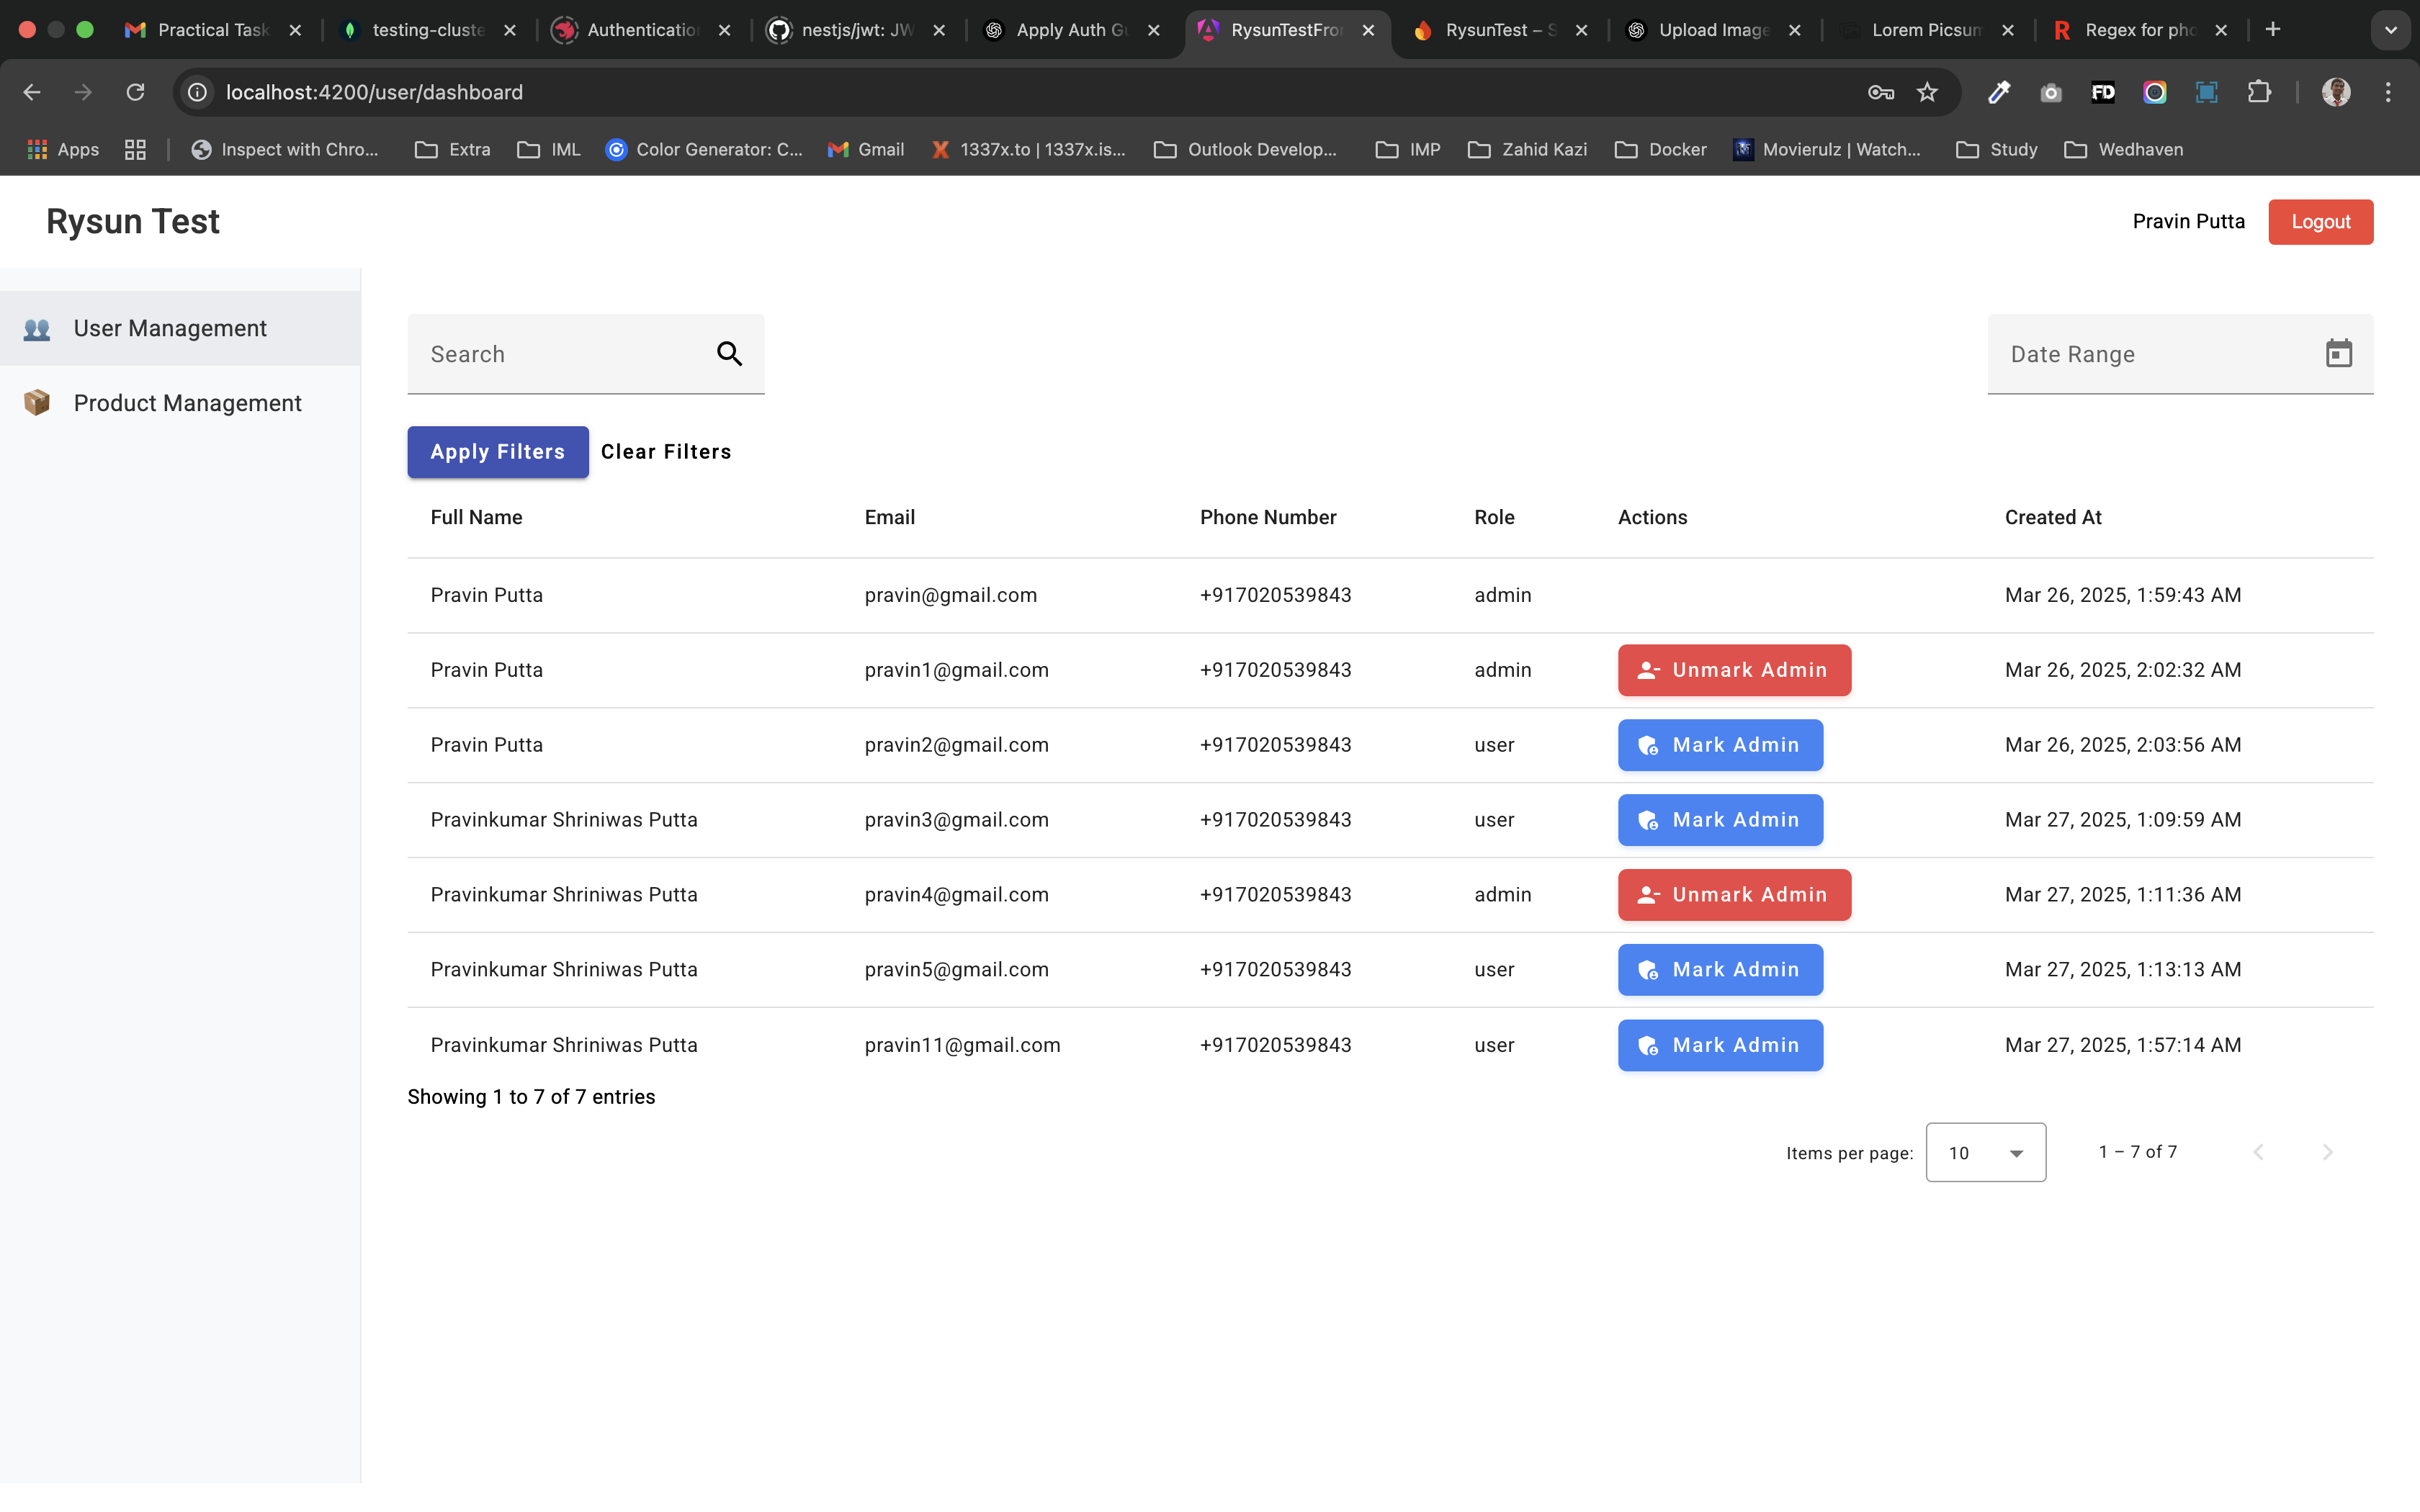 Practical Task
testing-cluste
Authentication
nestjs/jwt: JW
Apply Auth Gu
RysunTestFron
RysunTest – S
Upload Image
Lorem Picsum
Regex for pho
localhost:4200/user/dashboard
Apps
Inspect with Chro...
Extra
IML
Color Generator: C...
Gmail
1337x.to | 1337x.is...
Outlook Develop...
IMP
Zahid Kazi
Docker
Movierulz | Watch...
Study
Wedhaven
Rysun Test
Pravin Putta
Logout
User Management
Product Management
Search
Date Range
Apply Filters
Clear Filters
Full Name Email Phone Number Role Actions Created At
Pravin Putta pravin@gmail.com +917020539843 admin Mar 26, 2025, 1:59:43 AM
Pravin Putta pravin1@gmail.com +917020539843 admin Unmark Admin Mar 26, 2025, 2:02:32 AM
Pravin Putta pravin2@gmail.com +917020539843 user Mark Admin Mar 26, 2025, 2:03:56 AM
Pravinkumar Shriniwas Putta pravin3@gmail.com +917020539843 user Mark Admin Mar 27, 2025, 1:09:59 AM
Pravinkumar Shriniwas Putta pravin4@gmail.com +917020539843 admin Unmark Admin Mar 27, 2025, 1:11:36 AM
Pravinkumar Shriniwas Putta pravin5@gmail.com +917020539843 user Mark Admin Mar 27, 2025, 1:13:13 AM
Pravinkumar Shriniwas Putta pravin11@gmail.com +917020539843 user Mark Admin Mar 27, 2025, 1:57:14 AM
Showing 1 to 7 of 7 entries
Items per page: 10 1 – 7 of 7